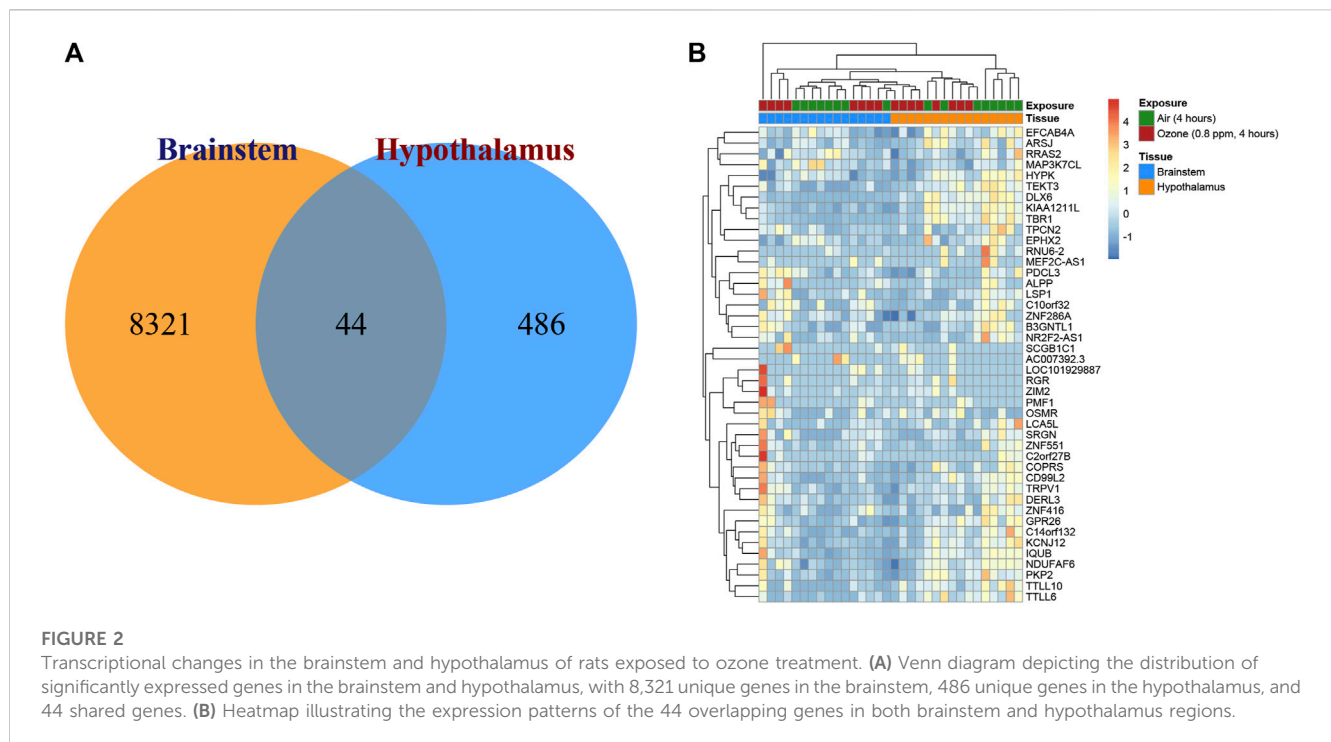 A
Brainstem
Hypothalamus
8321
44
486
B
Exposure
Tissue
EFCAB4A
ARSJ
RRAS2
MAP3K7CL
HYPK
TEKT3
DLX6
KIAA1211L
TBR1
TPCN2
EPHX2
RNU6-2
MEF2C-AS1
PDCL3
ALPP
LSP1
C10orf32
ZNF286A
B3GNTL1
NR2F2-AS1
SCGB1C1
AC007392.3
LOC101929887
RGR
ZIM2
PMF1
OSMR
LCA5L
SRGN
ZNF551
C2orf27B
COPRS
CD99L2
TRPV1
DERL3
ZNF416
GPR26
C14orf132
KCNJ12
IQUB
NDUFAF6
PKP2
TTLL10
TTLL6
4
3
2
1
0
-1
Exposure
Air (4 hours)
Ozone (0.8 ppm, 4 hours)
Tissue
Brainstem
Hypothalamus
FIGURE 2
Transcriptional changes in the brainstem and hypothalamus of rats exposed to ozone treatment. (A) Venn diagram depicting the distribution of
significantly expressed genes in the brainstem and hypothalamus, with 8,321 unique genes in the brainstem, 486 unique genes in the hypothalamus, and
44 shared genes. (B) Heatmap illustrating the expression patterns of the 44 overlapping genes in both brainstem and hypothalamus regions.